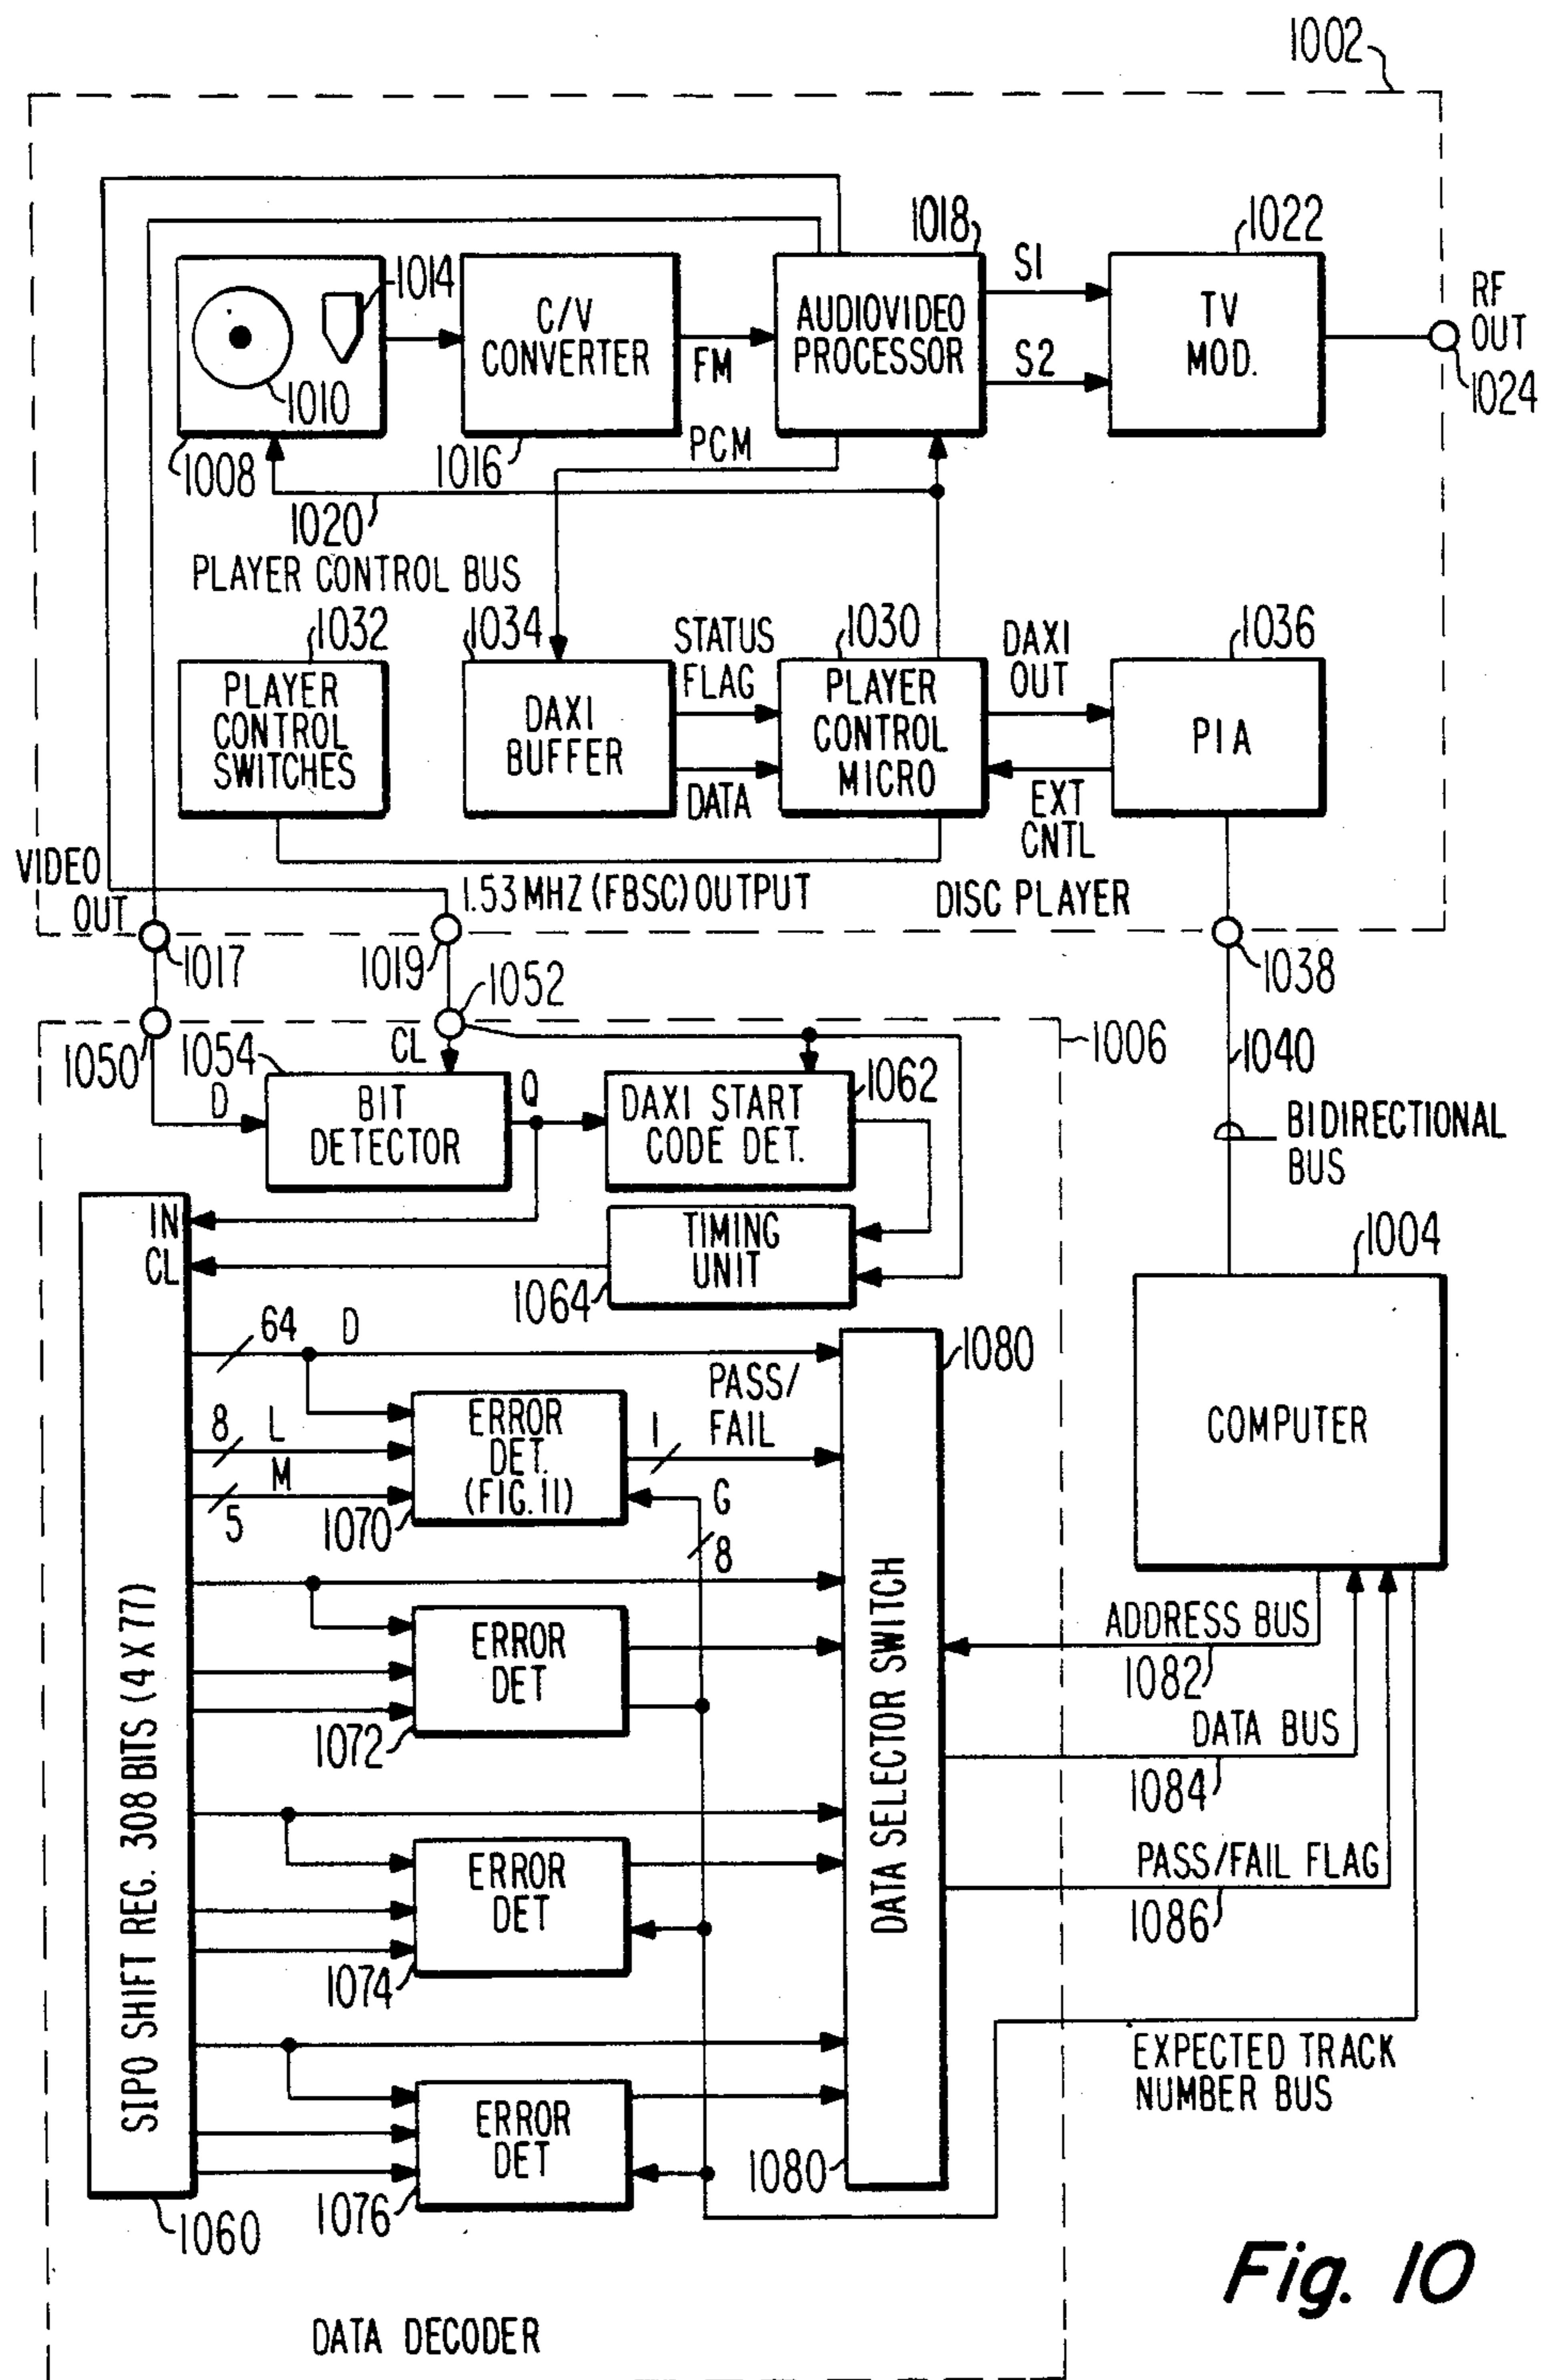 1002
1018
S1
1022
RF
OUT
1014
C/V
CONVERTER
FM
AUDIOVIDEO
PROCESSOR
S2
TV
MOD.
1010
1024
1008
1016
PCM
1020
PLAYER CONTROL BUS
1032
1034
STATUS
FLAG
1030
DAXI
OUT
1036
PLAYER
CONTROL
SWITCHES
DAXI
BUFFER
PLAYER
CONTROL
MICRO
PIA
DATA
EXT
CNTL
VIDEO
OUT
1.53 MHZ (FBSC) OUTPUT
DISC PLAYER
1017
1019
1052
1038
1050
1054
CL
1006
1040
D
BIT
DETECTOR
Q
DAXI START
CODE DET.
1062
BIDIRECTIONAL
BUS
IN
CL
TIMING
UNIT
1064
1004
64
D
1080
PASS/
FAIL
8
L
ERROR
DET.
(FIG. 11)
1
COMPUTER
M
5
1070
G
8
SIPO SHIFT REG. 308 BITS (4 X 77)
DATA SELECTOR SWITCH
ERROR
DET
1072
ADDRESS BUS
1082
DATA BUS
1084
ERROR
DET
1074
PASS/FAIL FLAG
1086
EXPECTED TRACK
NUMBER BUS
ERROR
DET
1076
1080
1060
Fig. 10
DATA DECODER